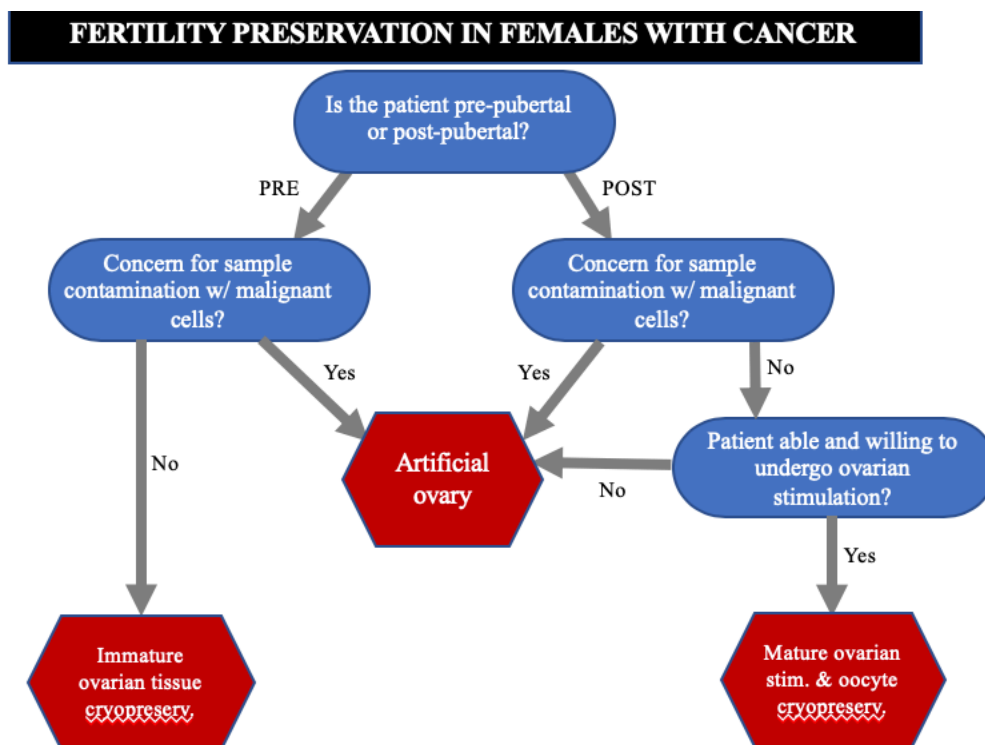 FERTILITY PRESERVATION IN FEMALES WITH CANCER
Is the patient pre-pubertal
or post-pubertal?
PRE
POST
Concern for sample
contamination w/ malignant
cells?
Concern for sample
contamination w/ malignant
cells?
Yes
Yes
No
Patient able and willing to
undergo ovarian
stimulation?
Artificial
ovary
No
No
Yes
Immature
ovarian tissue
cryopreserv.
Mature ovarian
stim. & oocyte
cryopreserv.